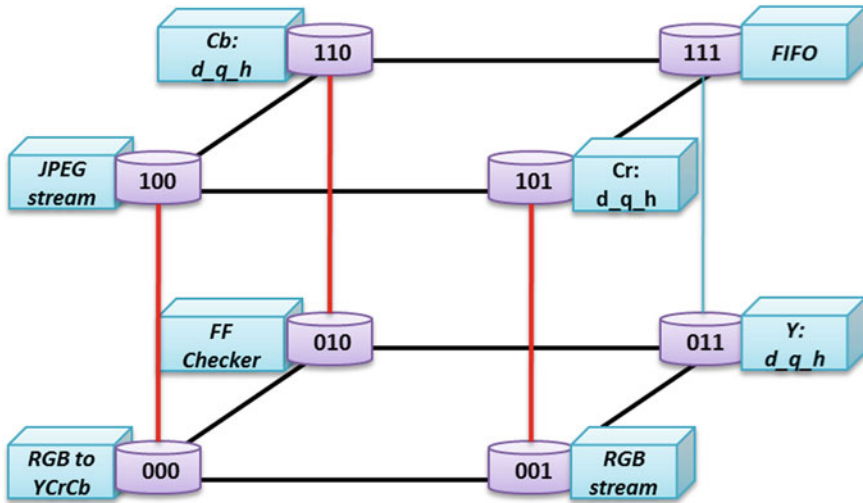 Cb:
d_q_h
110
111
FIFO
JPEG
stream
100
101
Cr:
d_q_h
FF
Checker
010
011
Y:
d_q_h
RGB to
YCrCb
000
001
RGB
stream